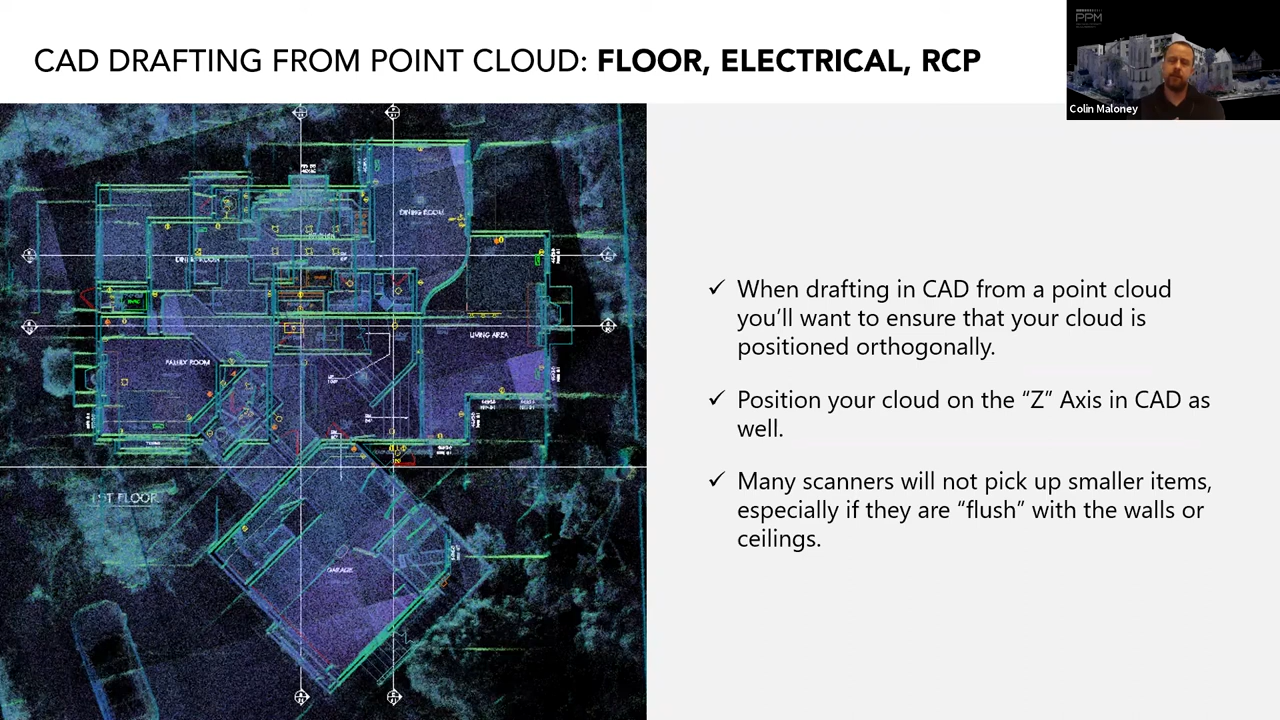 CAD DRAFTING FROM POINT CLOUD: FLOOR, ELECTRICAL, RCP
PPM
Colin Maloney
DINING ROOM
LIVING AREA
FAMILY ROOM
1ST FLOOR
GARAGE
✓ When drafting in CAD from a point cloud
you’ll want to ensure that your cloud is
positioned orthogonally.
✓ Position your cloud on the “Z” Axis in CAD as
well.
✓ Many scanners will not pick up smaller items,
especially if they are “flush” with the walls or
ceilings.